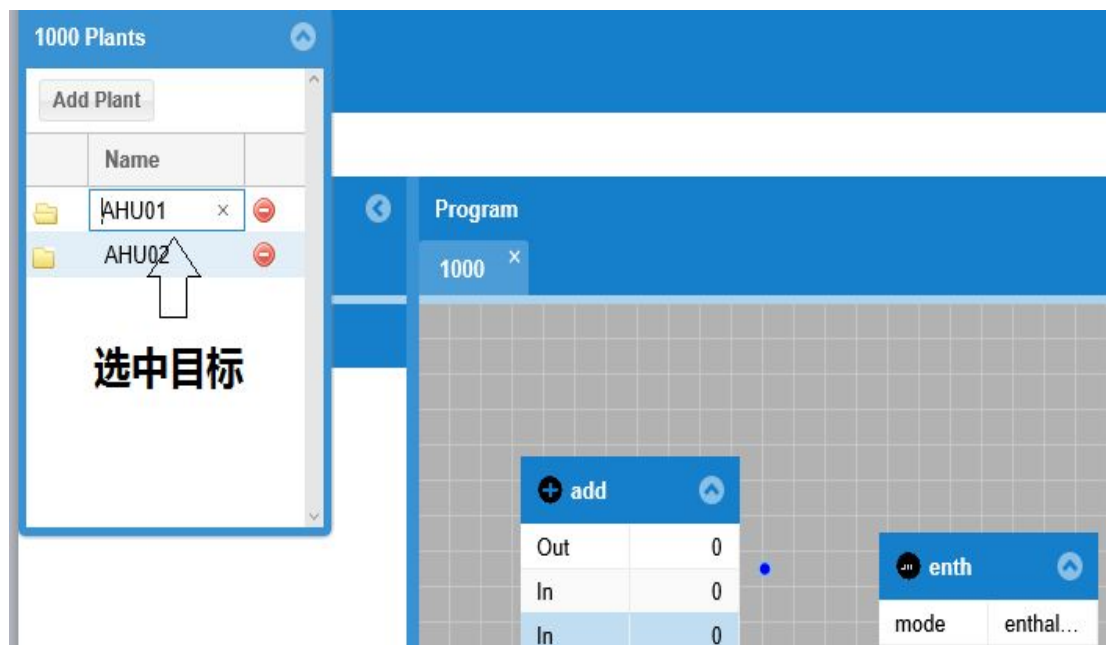 1000 Plants
Add Plant
Name
AHU01
AHU02
选中目标
Program
1000
add
Out 0
In 0
In 0
enth
mode enthal...